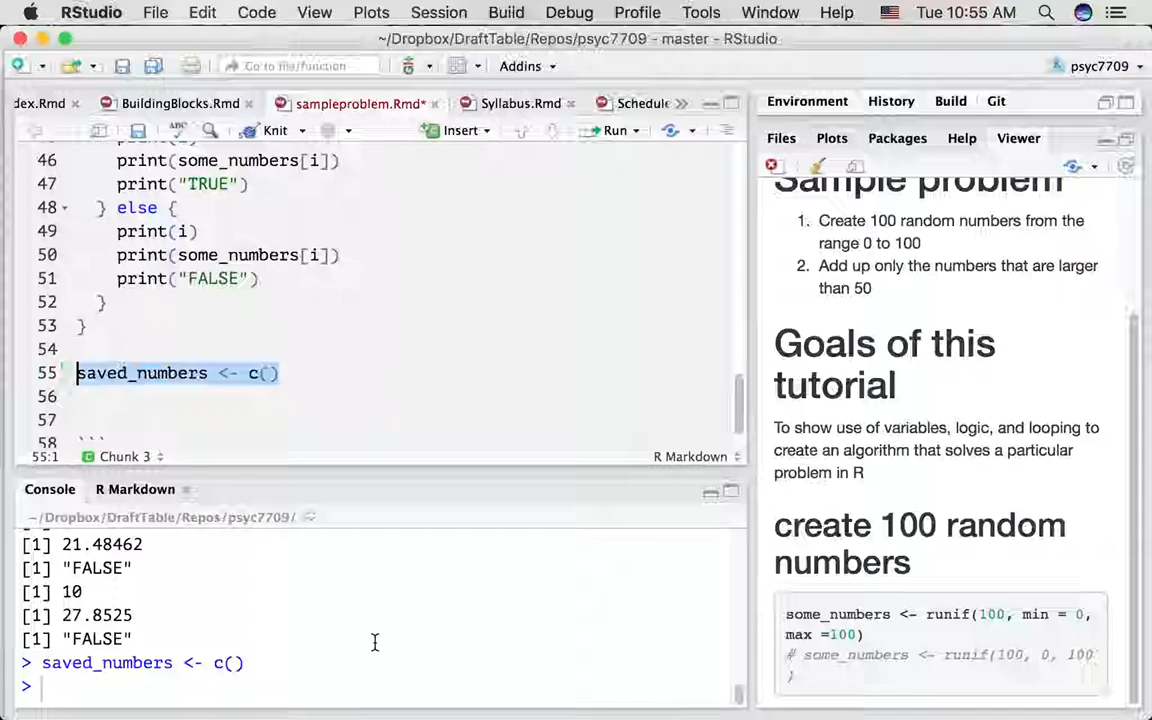 RStudio File Edit Code View Plots Session Build Debug Profile Tools Window Help Tue 10:55 AM
~/Dropbox/DraftTable/Repos/psyc7709 - master - RStudio
Go to file/function Addins psyc7709
dex.Rmd BuildingBlocks.Rmd sampleproblem.Rmd* Syllabus.Rmd Schedule
Knit Insert Run
46 print(some_numbers[i])
47 print("TRUE")
48 } else {
49 print(i)
50 print(some_numbers[i])
51 print("FALSE")
52 }
53 }
54
55 saved_numbers <- c()
56
57
58 ```
55:1 Chunk 3 R Markdown
Console R Markdown
~/Dropbox/DraftTable/Repos/psyc7709/
[1] 21.48462
[1] "FALSE"
[1] 10
[1] 27.8525
[1] "FALSE"
> saved_numbers <- c()
>
Environment History Build Git
Files Plots Packages Help Viewer
Sample problem
1. Create 100 random numbers from the
range 0 to 100
2. Add up only the numbers that are larger
than 50
Goals of this
tutorial
To show use of variables, logic, and looping to
create an algorithm that solves a particular
problem in R
create 100 random
numbers
some_numbers <- runif(100, min = 0,
max =100)
# some_numbers <- runif(100, 0, 100
)